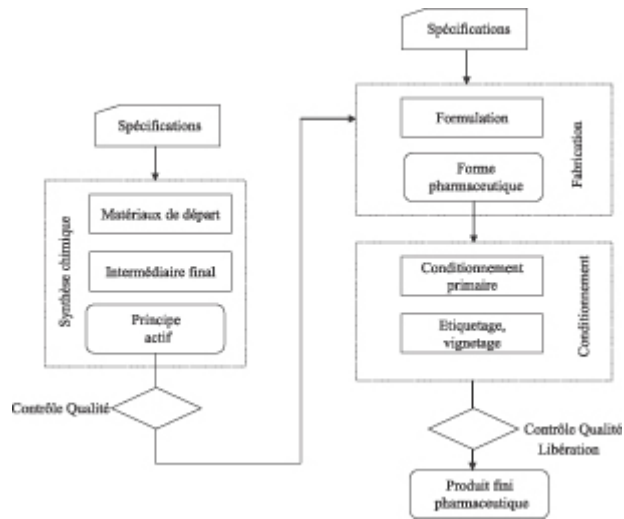 Spécifications
Synthèse chimique
Matériaux de départ
Intermédiaire final
Principe
actif
Contrôle Qualité
Spécifications
Formulation
Forme
pharmaceutique
Fabrication
Conditionnement
primaire
Etiquetage,
vignetage
Conditionnement
Contrôle Qualité
Libération
Produit fini
pharmaceutique